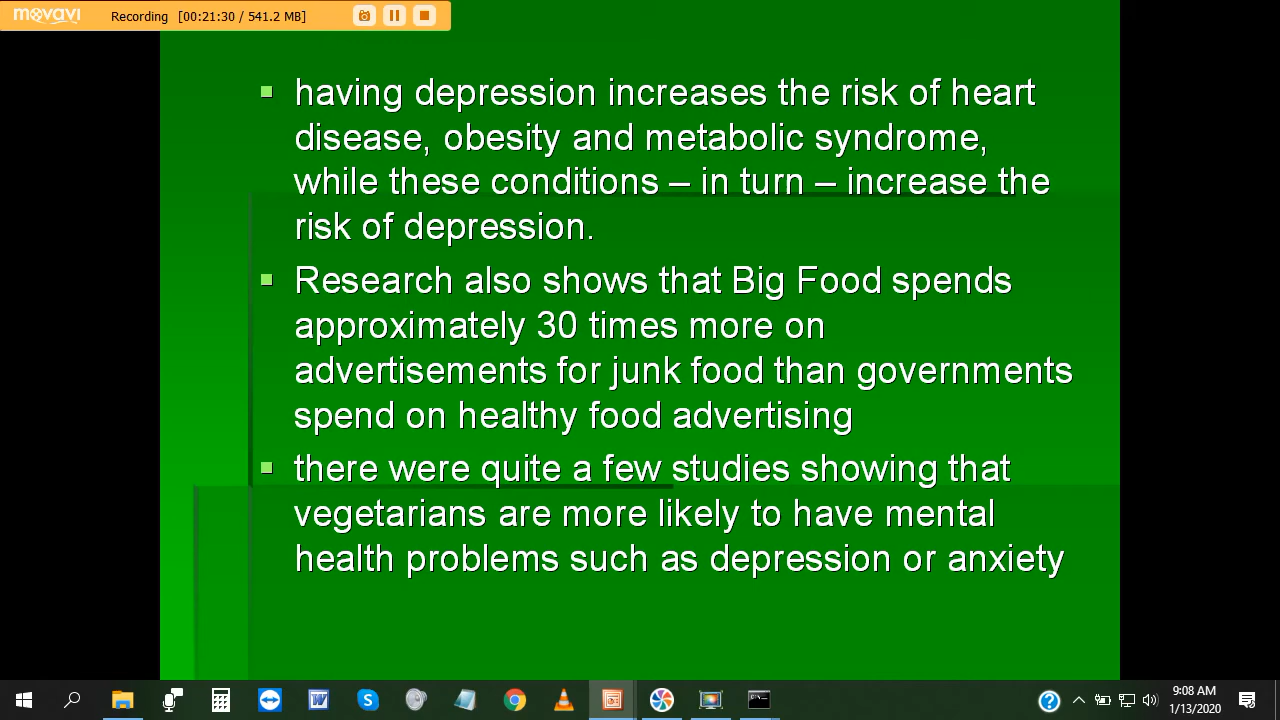 movavi Recording [00:21:30 / 541.2 MB]
having depression increases the risk of heart
disease, obesity and metabolic syndrome,
while these conditions – in turn – increase the
risk of depression.
Research also shows that Big Food spends
approximately 30 times more on
advertisements for junk food than governments
spend on healthy food advertising
there were quite a few studies showing that
vegetarians are more likely to have mental
health problems such as depression or anxiety
9:08 AM
1/13/2020